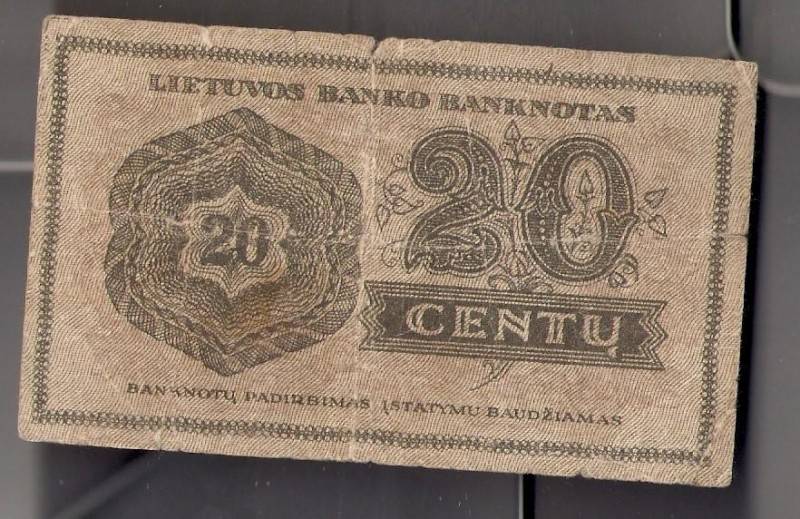 LIETUVOS BANKO BANKNOTAS
20
20
CENTŲ
BANKNOTŲ PADIRBIMAS ĮSTATYMU BAUDŽIAMAS